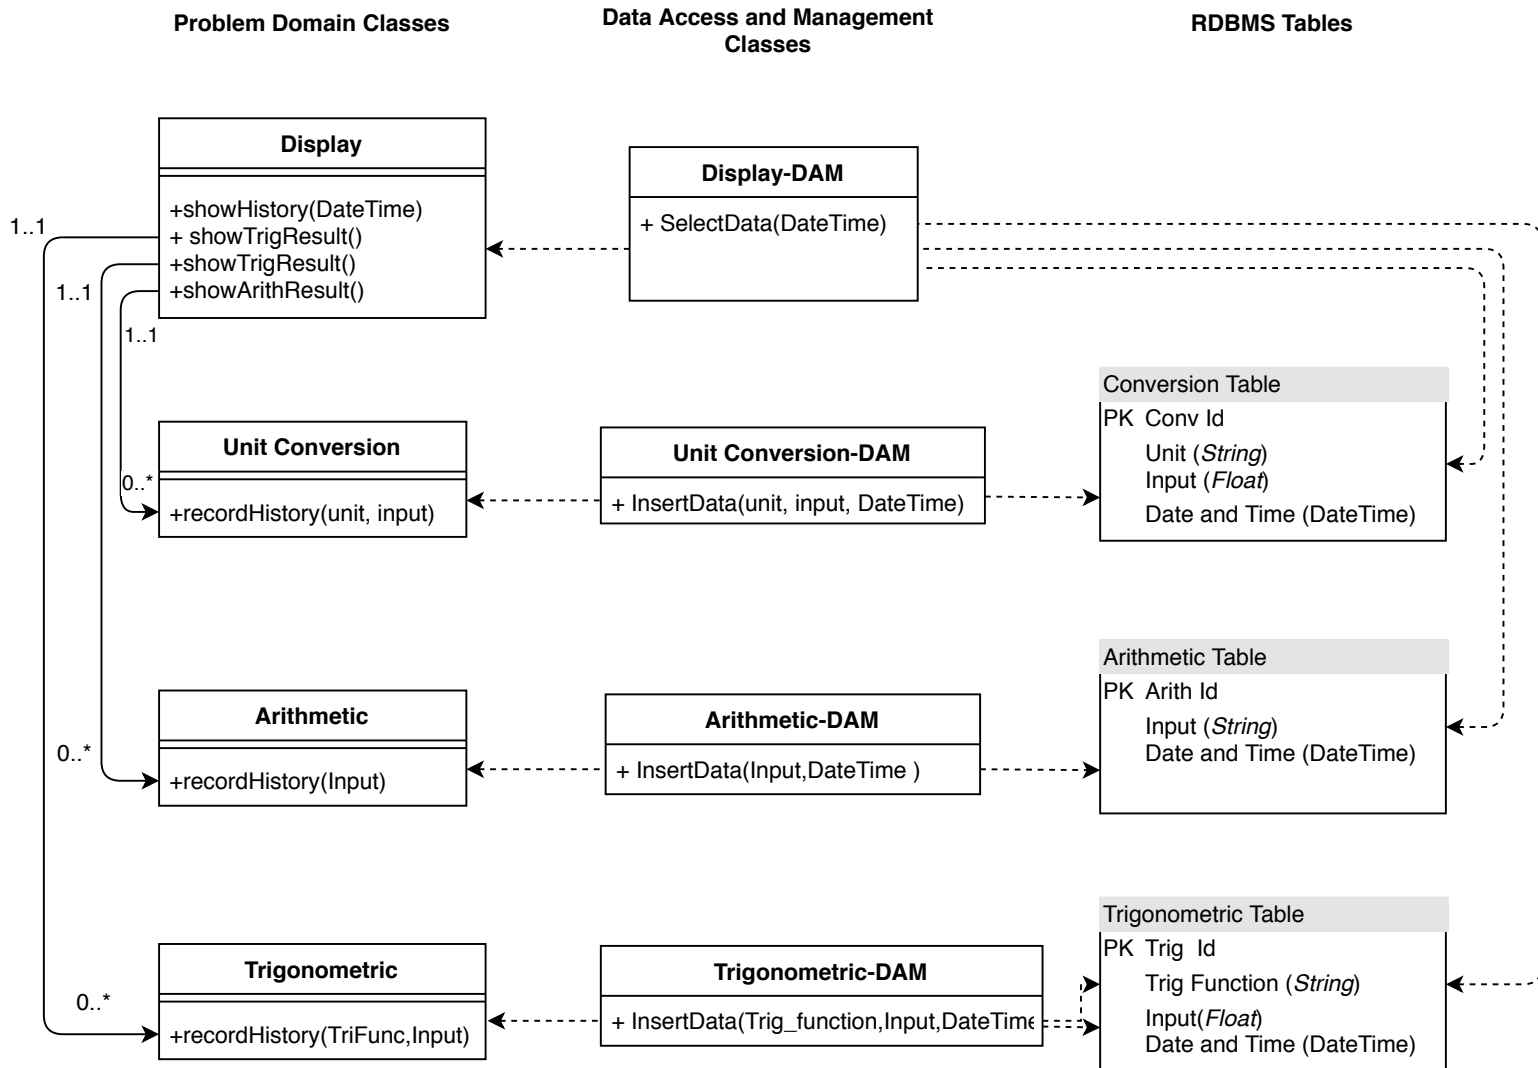 Problem Domain Classes
Data Access and Management
Classes
RDBMS Tables
Display
+showHistory(DateTime)
+ showTrigResult()
+showTrigResult()
+showArithResult()
Display-DAM
+ SelectData(DateTime)
1..1
1..1
1..1
Unit Conversion
0..*
+recordHistory(unit, input)
Unit Conversion-DAM
+ InsertData(unit, input, DateTime)
Conversion Table
PK Conv Id
Unit (String)
Input (Float)
Date and Time (DateTime)
Arithmetic
0..*
+recordHistory(Input)
Arithmetic-DAM
+ InsertData(Input,DateTime )
Arithmetic Table
PK Arith Id
Input (String)
Date and Time (DateTime)
Trigonometric
0..*
+recordHistory(TriFunc,Input)
Trigonometric-DAM
+ InsertData(Trig_function,Input,DateTime
Trigonometric Table
PK Trig Id
Trig Function (String)
Input(Float)
Date and Time (DateTime)